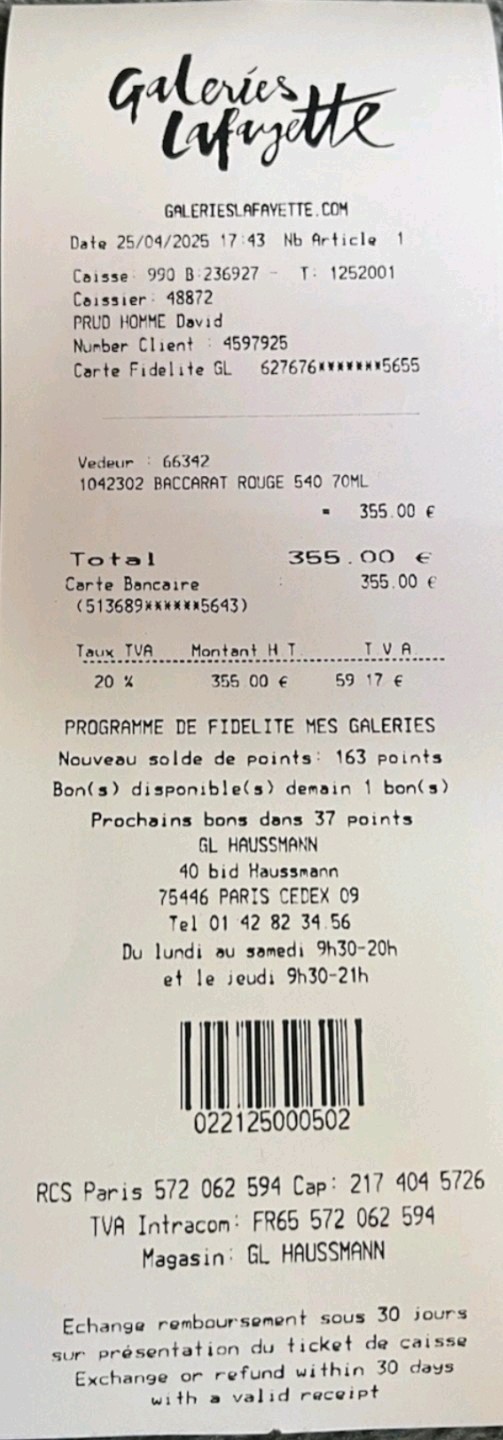 Galeries
Lafayette
GALERIESLAFAYETTE.COM
Date 25/04/2025 17:43 Nb Article 1
Caisse: 990 B:236927 - T: 1252001
Caissier: 48872
PRUD HOMME David
Number Client : 4597925
Carte Fidelite GL 627676*******5655
Vedeur : 66342
1042302 BACCARAT ROUGE 540 70ML
= 355.00 €
Total 355.00 €
Carte Bancaire : 355.00 €
(513689******5643)
Taux TVA Montant H T T V A
20 % 355 00 € 59 17 €
PROGRAMME DE FIDELITE MES GALERIES
Nouveau solde de points: 163 points
Bon(s) disponible(s) demain 1 bon(s)
Prochains bons dans 37 points
GL HAUSSMANN
40 bid Haussmann
75446 PARIS CEDEX 09
Tel 01 42 82 34 56
Du lundi au samedi 9h30-20h
et le jeudi 9h30-21h
022125000502
RCS Paris 572 062 594 Cap: 217 404 5726
TVA Intracom: FR65 572 062 594
Magasin: GL HAUSSMANN
Echange remboursement sous 30 jours
sur présentation du ticket de caisse
Exchange or refund within 30 days
with a valid receipt